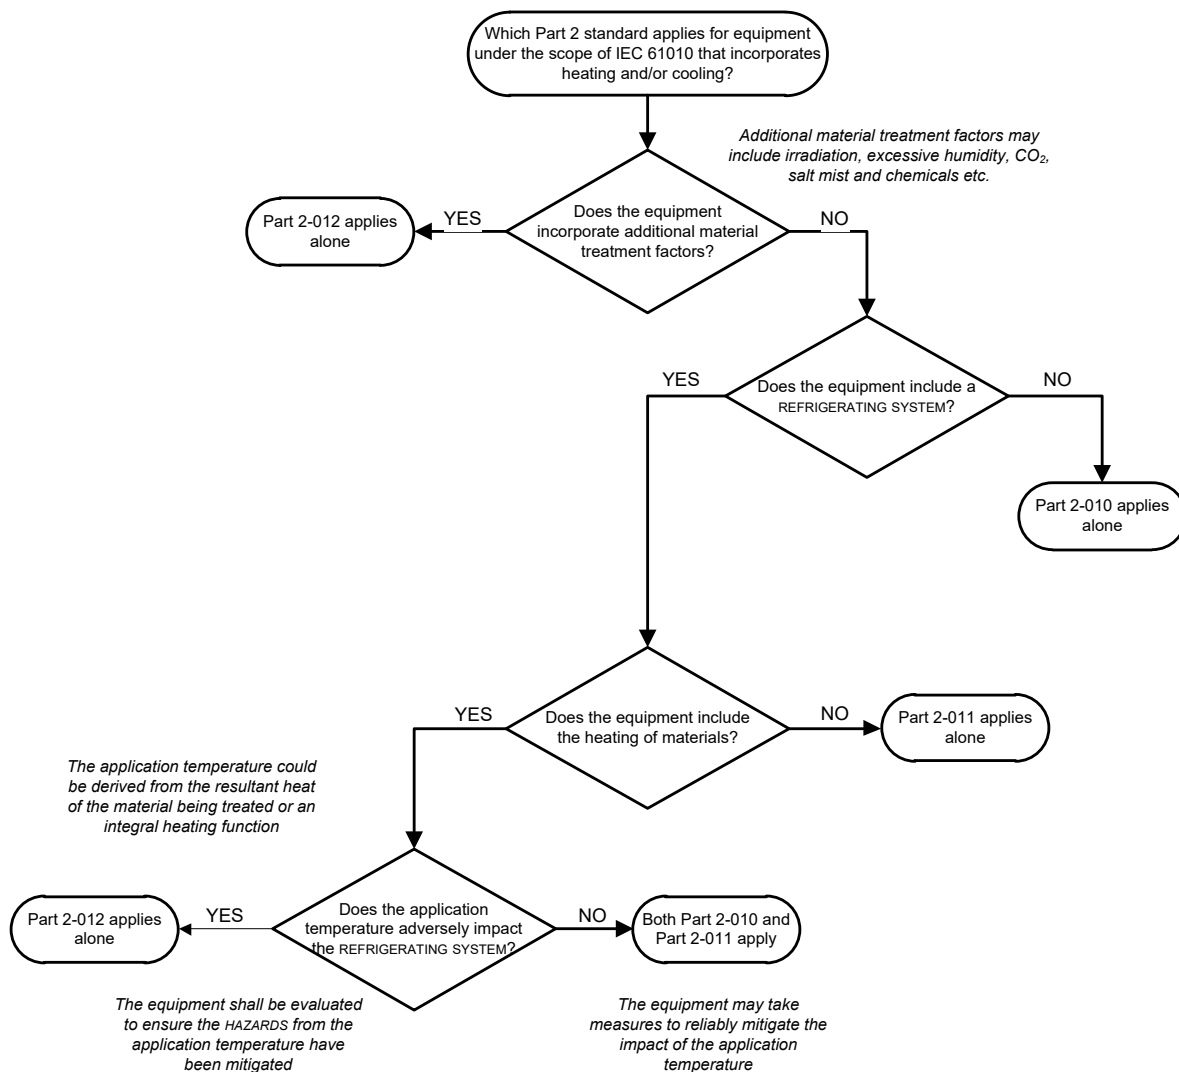 Which Part 2 standard applies for equipment
under the scope of IEC 61010 that incorporates
heating and/or cooling?
Additional material treatment factors may
include irradiation, excessive humidity, CO₂,
salt mist and chemicals etc.
Part 2-012 applies
alone
YES
Does the equipment
incorporate additional material
treatment factors?
NO
YES
Does the equipment include a
REFRIGERATING SYSTEM?
NO
Part 2-010 applies
alone
YES
Does the equipment include
the heating of materials?
NO
Part 2-011 applies
alone
The application temperature could
be derived from the resultant heat
of the material being treated or an
integral heating function
Part 2-012 applies
alone
YES
Does the application
temperature adversely impact
the REFRIGERATING SYSTEM?
NO
Both Part 2-010 and
Part 2-011 apply
The equipment shall be evaluated
to ensure the HAZARDS from the
application temperature have
been mitigated
The equipment may take
measures to reliably mitigate the
impact of the application
temperature